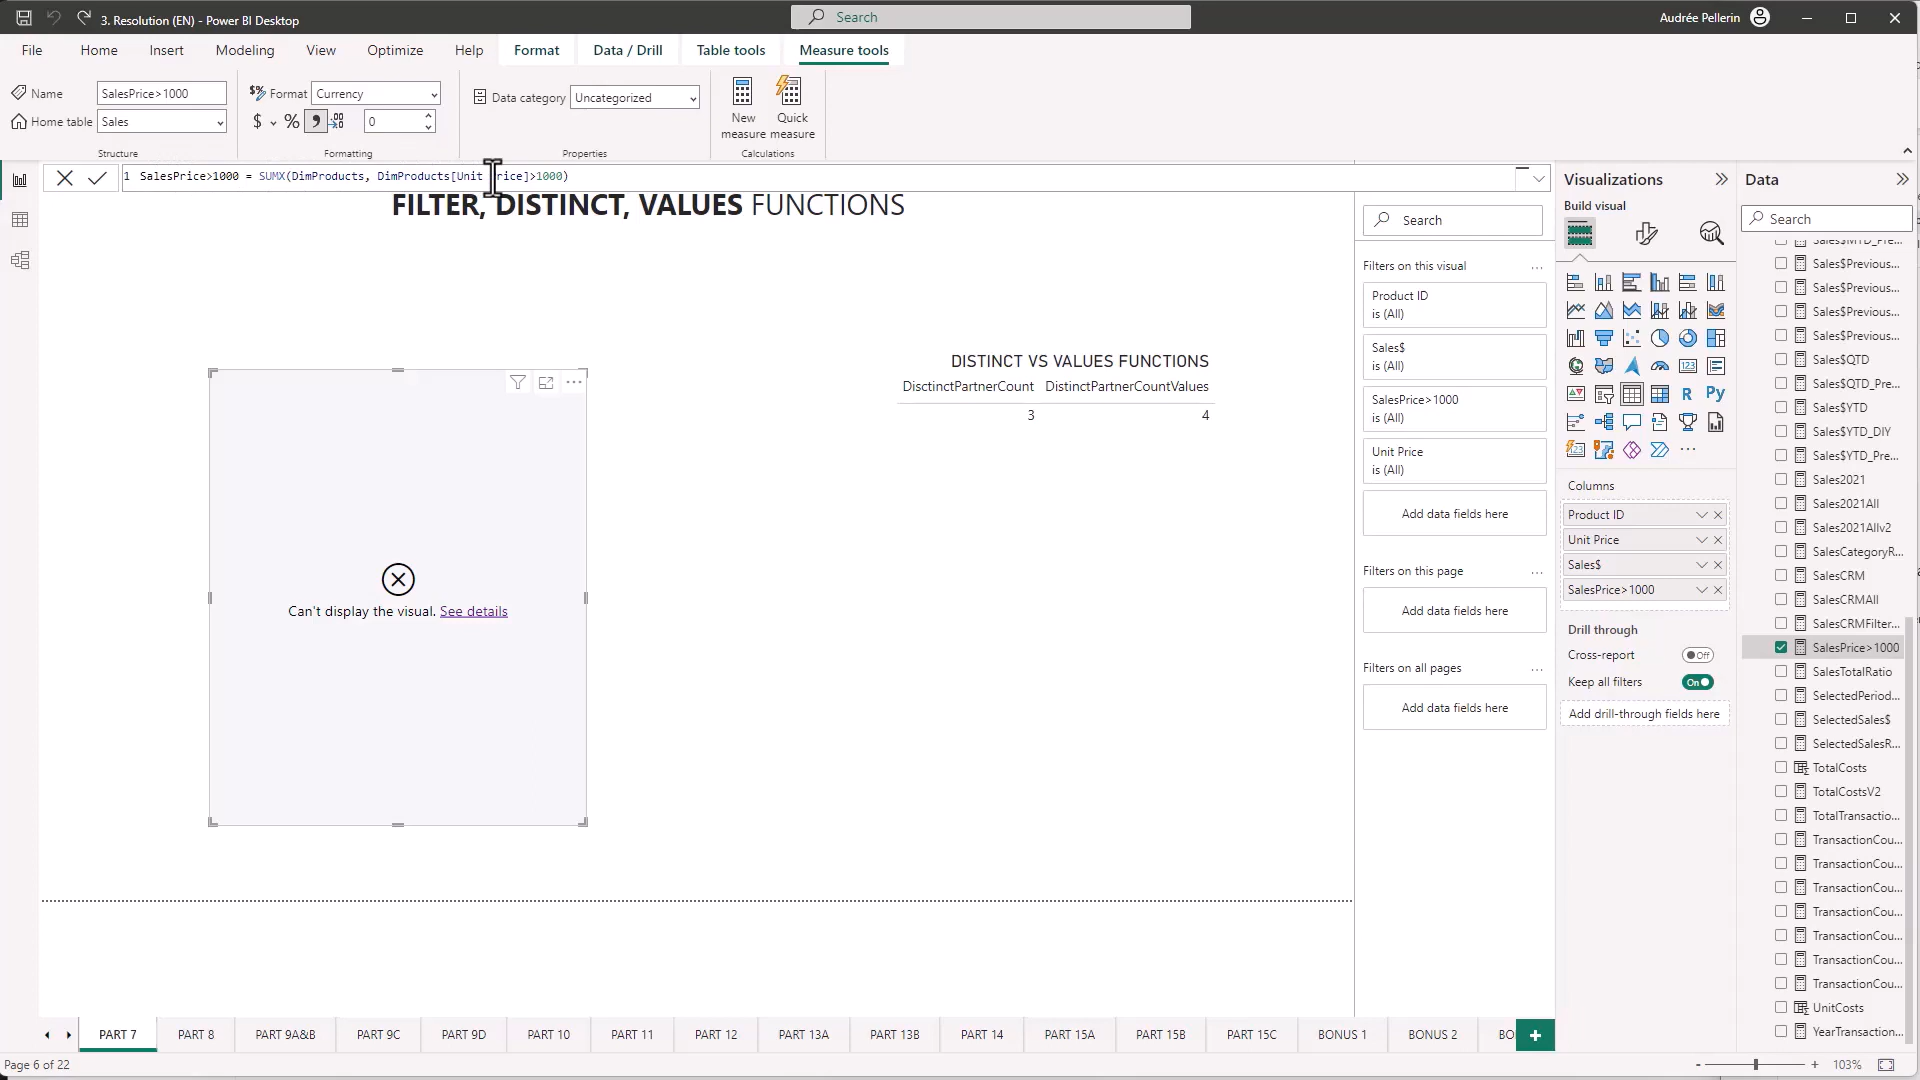 3. Resolution (EN) - Power BI Desktop
Search
Audrée Pellerin
File
Home
Insert
Modeling
View
Optimize
Help
Format
Data / Drill
Table tools
Measure tools
Name
SalesPrice>1000
Home table
Sales
Structure
Format
Currency
$
%
0
Formatting
Data category
Uncategorized
Properties
New measure
Quick measure
Calculations
1 SalesPrice>1000 = SUMX(DimProducts, DimProducts[Unit Price]>1000)
FILTER, DISTINCT, VALUES FUNCTIONS
Can't display the visual. See details
DISTINCT VS VALUES FUNCTIONS
DisctinctPartnerCount DistinctPartnerCountValues
3 4
Search
Filters on this visual
Product ID
is (All)
Sales$
is (All)
SalesPrice>1000
is (All)
Unit Price
is (All)
Add data fields here
Filters on this page
Add data fields here
Filters on all pages
Add data fields here
Visualizations
Build visual
R
Py
123
Columns
Product ID
Unit Price
Sales$
SalesPrice>1000
Drill through
Cross-report
Off
Keep all filters
On
Add drill-through fields here
Data
Search
Sales$MTD_Pre...
Sales$Previous...
Sales$Previous...
Sales$Previous...
Sales$Previous...
Sales$QTD
Sales$QTD_Pre...
Sales$YTD
Sales$YTD_DIY
Sales$YTD_Pre...
Sales2021
Sales2021All
Sales2021Allv2
SalesCategoryR...
SalesCRM
SalesCRMAll
SalesCRMFilter...
SalesPrice>1000
SalesTotalRatio
SelectedPeriod...
SelectedSales$
SelectedSalesR...
TotalCosts
TotalCostsV2
TotalTransactio...
TransactionCou...
TransactionCou...
TransactionCou...
TransactionCou...
TransactionCou...
TransactionCou...
TransactionCou...
UnitCosts
YearTransaction...
PART 7
PART 8
PART 9A&B
PART 9C
PART 9D
PART 10
PART 11
PART 12
PART 13A
PART 13B
PART 14
PART 15A
PART 15B
PART 15C
BONUS 1
BONUS 2
BO
Page 6 of 22
103%